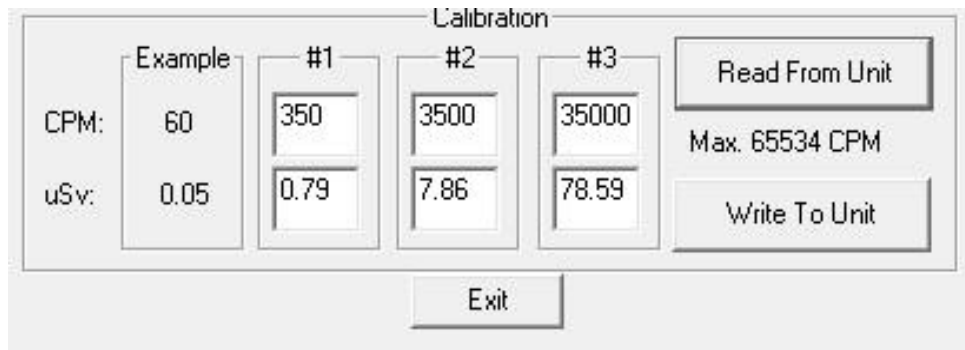 Calibration
Example #1 #2 #3
Read From Unit
CPM: 60 350 3500 35000
Max. 65534 CPM
uSv: 0.05 0.79 7.86 78.59
Write To Unit
Exit